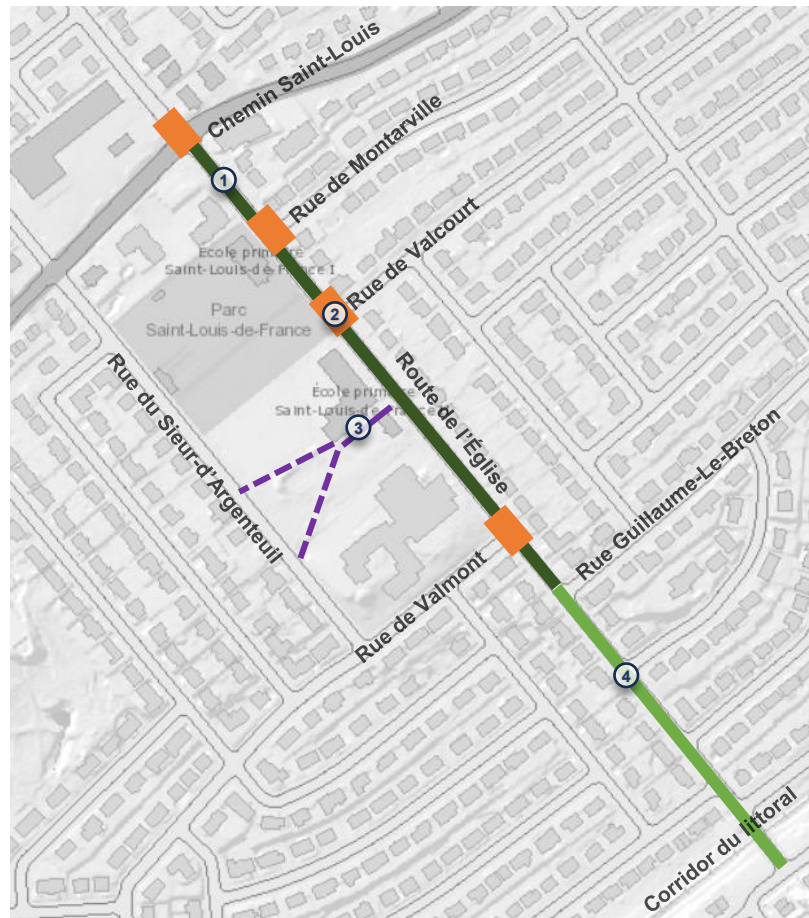 Chemin Saint-Louis
1
Rue de Montarville
École primaire
Saint-Louis-de-France I
Rue de Valcourt
2
Parc
Saint-Louis-de-France
Route de l'Église
Rue du Sieur-d'Argenteuil
École primaire
Saint-Louis-de-France
3
Rue Guillaume-Le-Breton
Rue de Valmont
4
Corridor du littoral